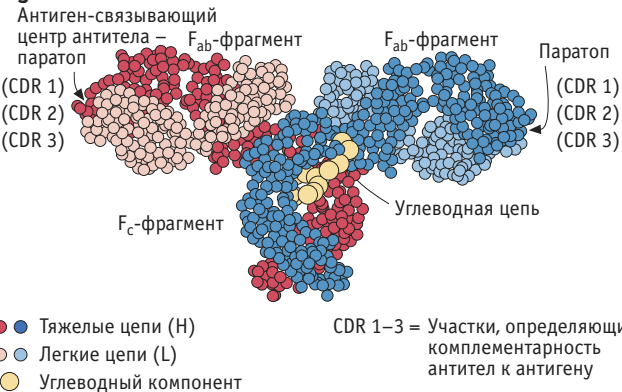 Антиген-связывающий
центр антитела –
паратоп
(CDR 1)
(CDR 2)
(CDR 3)
Fab-фрагмент
Fab-фрагмент
Паратоп
(CDR 1)
(CDR 2)
(CDR 3)
Углеводная цепь
Fc-фрагмент
Тяжелые цепи (H)
Легкие цепи (L)
Углеводный компонент
CDR 1–3 = Участки, определяющи
комплементарность
антител к антигену